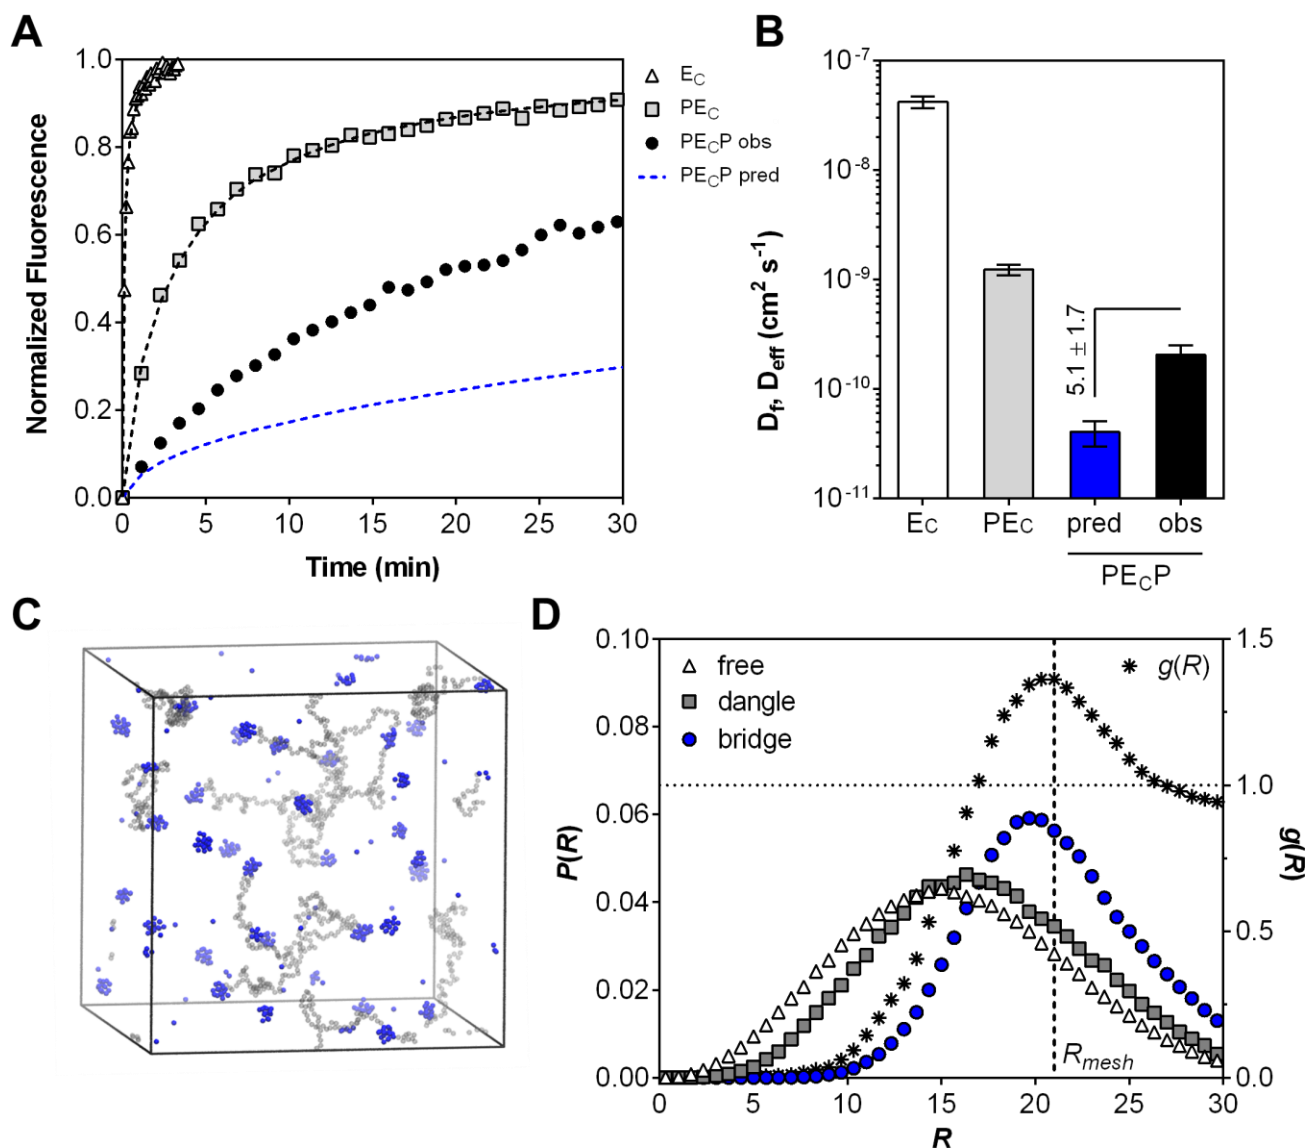 A
1.0
0.8
0.6
0.4
0.2
0.0
Normalized Fluorescence
0 5 10 15 20 25 30
Time (min)
E_C
PE_C
PE_CP obs
PE_CP pred
B
10^-7
10^-8
10^-9
10^-10
10^-11
D_f, D_eff (cm^2 s^-1)
5.1 ± 1.7
E_C PE_C pred obs
PE_CP
C
D
0.10
0.08
0.06
0.04
0.02
0.00
P(R)
free
dangle
bridge
g(R)
1.5
1.0
0.5
0.0
g(R)
R_mesh
0 5 10 15 20 25 30
R